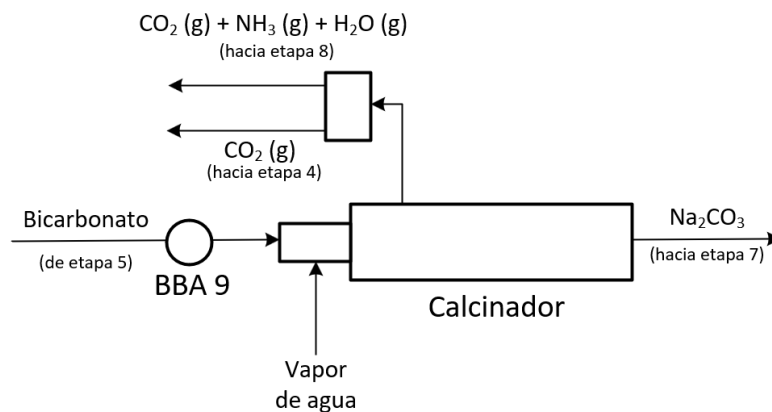 CO₂ (g) + NH₃ (g) + H₂O (g)
(hacia etapa 8)
CO₂ (g)
(hacia etapa 4)
Bicarbonato
(de etapa 5)
BBA 9
Na₂CO₃
(hacia etapa 7)
Calcinador
Vapor
de agua